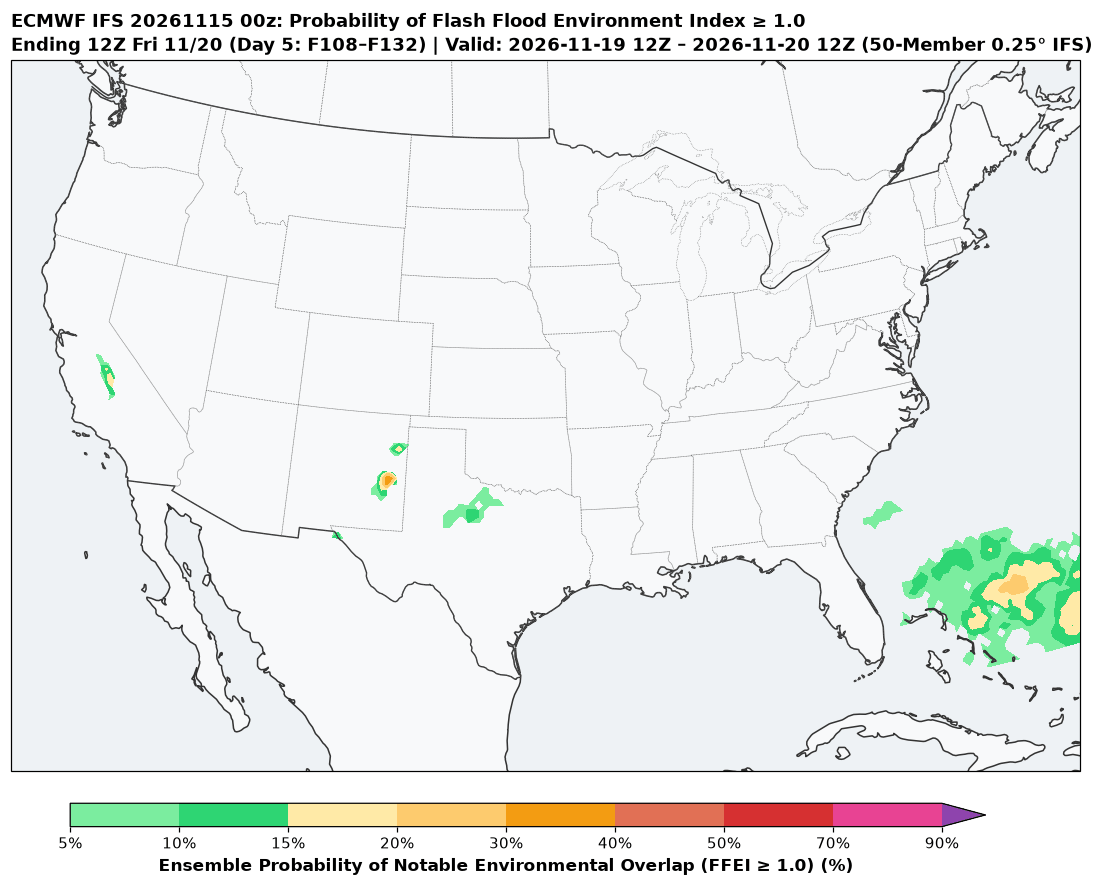 ECMWF IFS 20261115 00z: Probability of Flash Flood Environment Index ≥ 1.0
Ending 12Z Fri 11/20 (Day 5: F108–F132) | Valid: 2026-11-19 12Z – 2026-11-20 12Z (50-Member 0.25° IFS)
5% 10% 15% 20% 30% 40% 50% 70% 90%
Ensemble Probability of Notable Environmental Overlap (FFEI ≥ 1.0) (%)